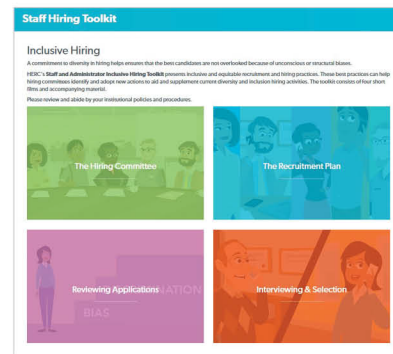 Staff Hiring Toolkit
Inclusive Hiring
A commitment to diversity in hiring helps ensures that the best candidates are not overlooked because of unconscious or structural biases.
HERC's Staff and Administrator Inclusive Hiring Toolkit presents inclusive and equitable recruitment and hiring practices. These best practices can help
hiring committees identify and adopt new actions to aid and supplement current diversity and inclusion hiring activities. The toolkit consists of four short
films and accompanying material.
Please review and abide by your institutional policies and procedures.
The Hiring Committee
The Recruitment Plan
Reviewing Applications
NATION
BIAS
Interviewing & Selection